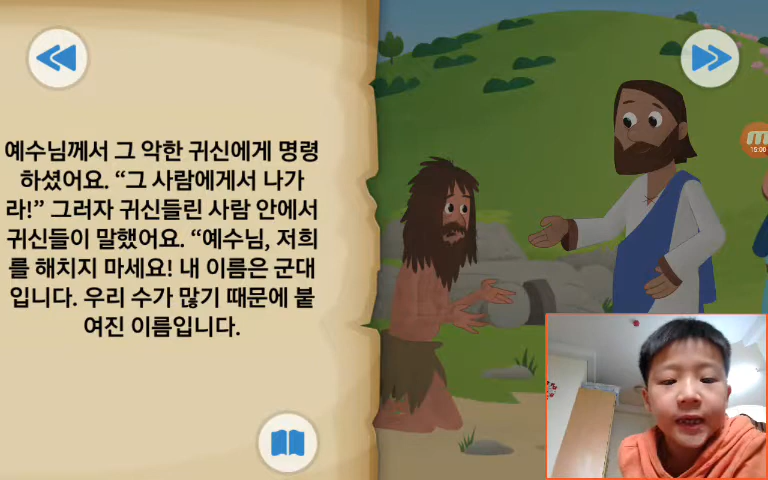 예수님께서 그 악한 귀신에게 명령
하셨어요. “그 사람에게서 나가
라!” 그러자 귀신들린 사람 안에서
귀신들이 말했어요. “예수님, 저희
를 해치지 마세요! 내 이름은 군대
입니다. 우리 수가 많기 때문에 붙
여진 이름입니다.
15:00